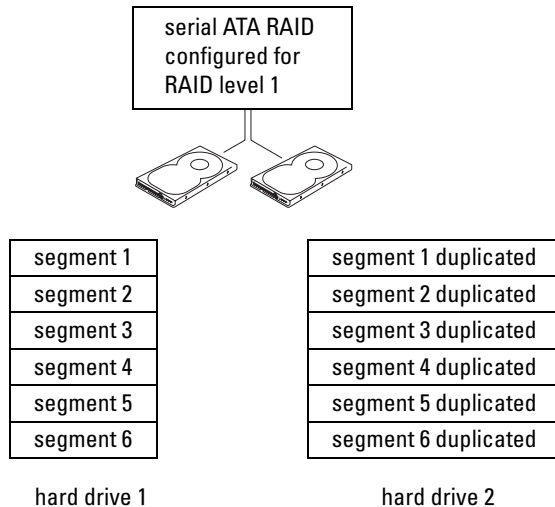 serial ATA RAID
configured for
RAID level 1
segment 1
segment 2
segment 3
segment 4
segment 5
segment 6
hard drive 1
segment 1 duplicated
segment 2 duplicated
segment 3 duplicated
segment 4 duplicated
segment 5 duplicated
segment 6 duplicated
hard drive 2